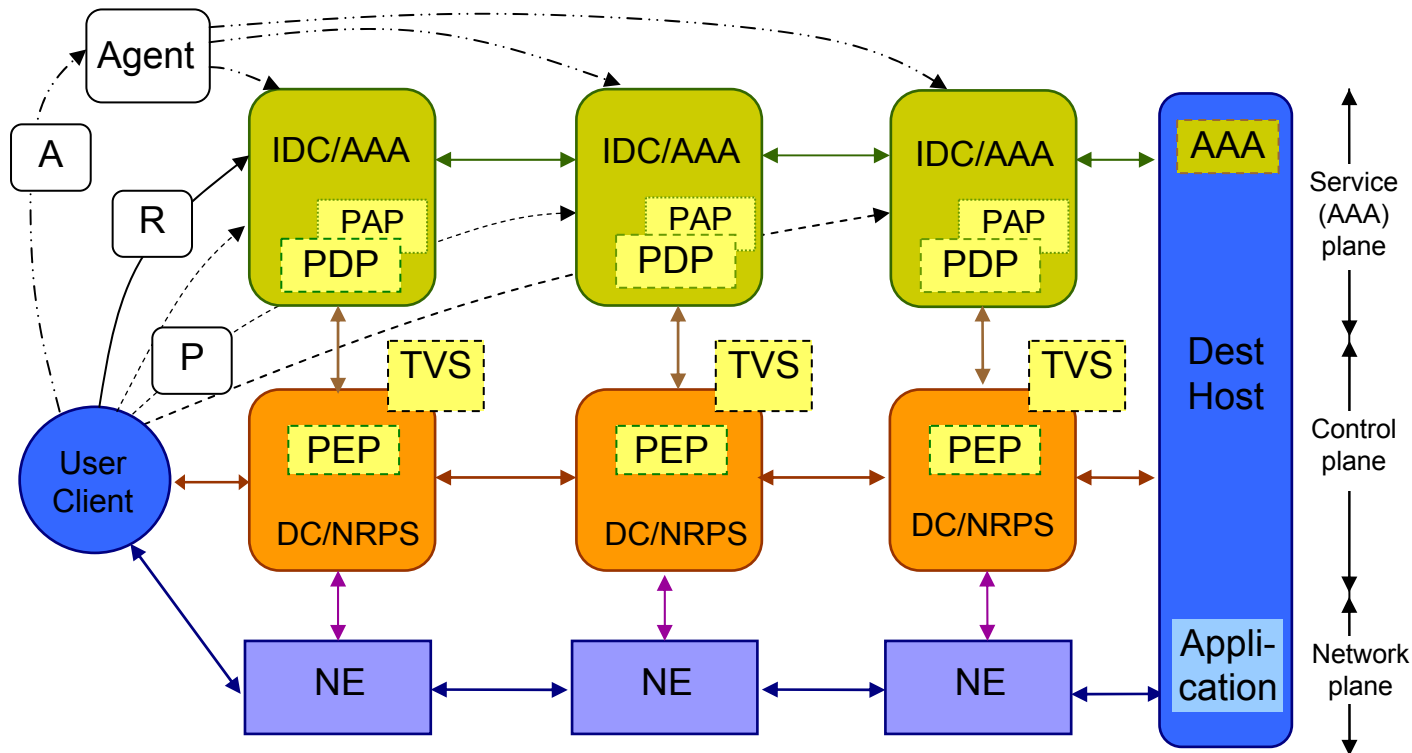 Agent
A
R
P
User
Client
IDC/AAA
PAP
PDP
IDC/AAA
PAP
PDP
IDC/AAA
PAP
PDP
TVS
PEP
DC/NRPS
TVS
PEP
DC/NRPS
TVS
PEP
DC/NRPS
NE
NE
NE
AAA
Dest
Host
Appli-
cation
Service
(AAA)
plane
Control
plane
Network
plane